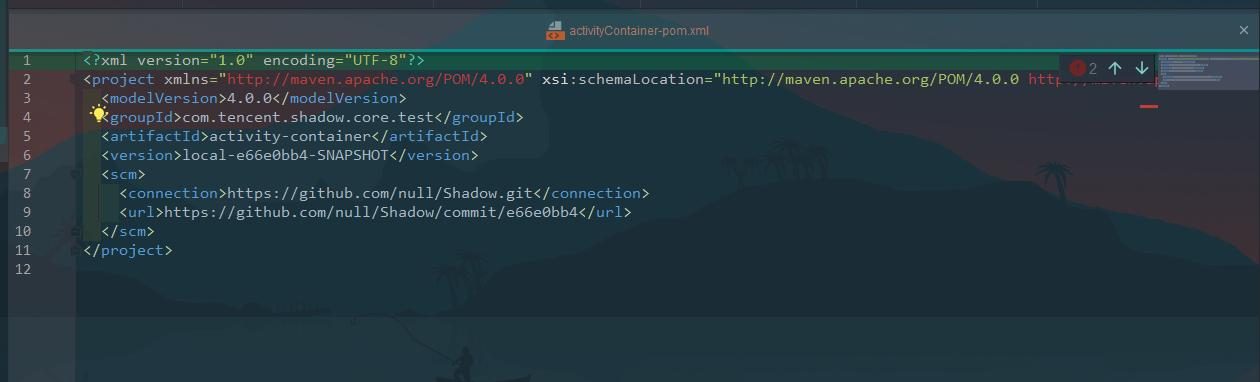 activityContainer-pom.xml
1 <?xml version="1.0" encoding="UTF-8"?>
2 <project xmlns="http://maven.apache.org/POM/4.0.0" xsi:schemaLocation="http://maven.apache.org/POM/4.0.0
2
3 <modelVersion>4.0.0</modelVersion>
4 <groupId>com.tencent.shadow.core.test</groupId>
5 <artifactId>activity-container</artifactId>
6 <version>local-e66e0bb4-SNAPSHOT</version>
7 <scm>
8 <connection>https://github.com/null/Shadow.git</connection>
9 <url>https://github.com/null/Shadow/commit/e66e0bb4</url>
10 </scm>
11 </project>
12